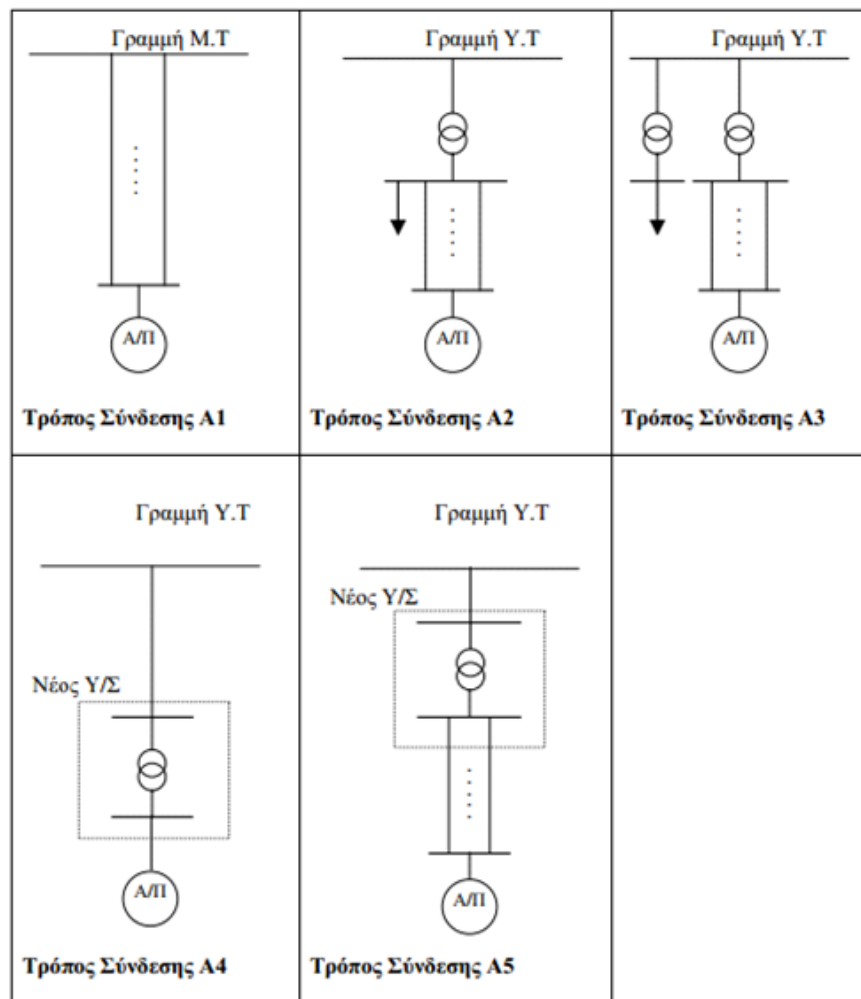 Γραμμή Μ.Τ
Α/Π
Τρόπος Σύνδεσης Α1
Γραμμή Υ.Τ
Α/Π
Τρόπος Σύνδεσης Α2
Γραμμή Υ.Τ
Α/Π
Τρόπος Σύνδεσης Α3
Γραμμή Υ.Τ
Νέος Υ/Σ
Α/Π
Τρόπος Σύνδεσης Α4
Γραμμή Υ.Τ
Νέος Υ/Σ
Α/Π
Τρόπος Σύνδεσης Α5